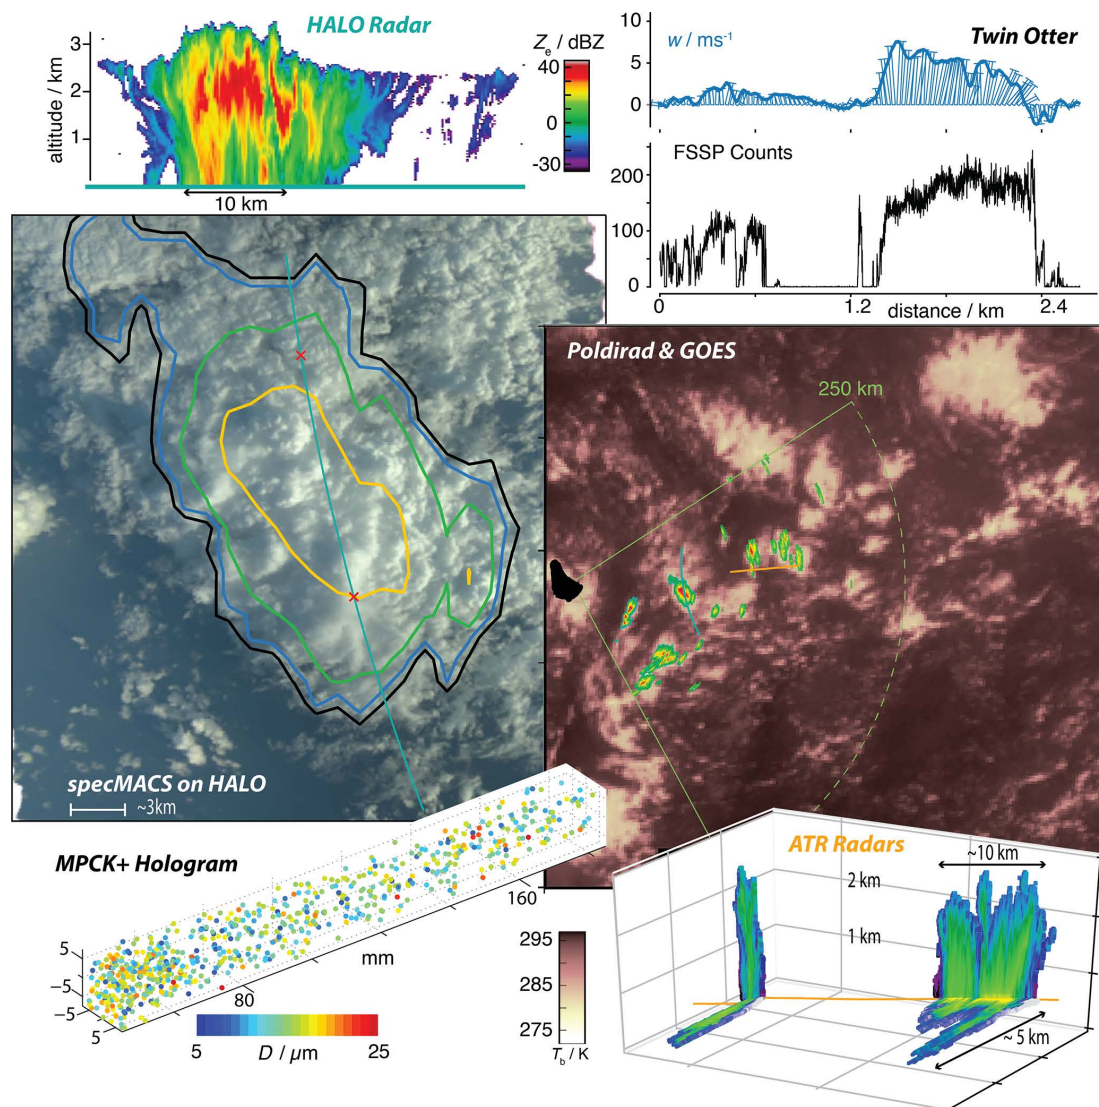 HALO Radar
altitude / km
3
2
1
10 km
Zₑ / dBZ
40
0
-30
w / ms⁻¹
Twin Otter
10
5
0
FSSP Counts
200
100
0
0
1.2
2.4
distance / km
specMACS on HALO
~3km
Poldirad & GOES
250 km
MPCK+ Hologram
5
−5
−5
5
80
160
mm
5
25
D / μm
295
285
275
T_b / K
ATR Radars
2 km
1 km
~10 km
~ 5 km